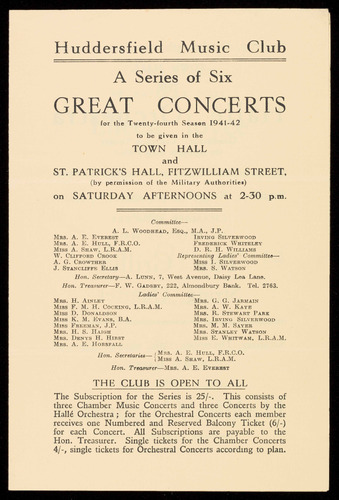 Huddersfield Music Club
A Series of Six
GREAT CONCERTS
for the Twenty-fourth Season 1941-42
to be given in the
TOWN HALL
and
ST. PATRICK'S HALL, FITZWILLIAM STREET,
(by permission of the Military Authorities)
on SATURDAY AFTERNOONS at 2-30 p.m.
Committee—
A. L. WOODHEAD, ESQ., M.A., J.P.
MRS. A. E. EVEREST
MRS. A. E. HULL, F.R.C.O.
MISS A. SHAW, L.R.A.M.
W. CLIFFORD CROOK
A. G. CROWTHER
J. STANCLIFFE ELLIS
IRVING SILVERWOOD
FREDERICK WHITELEY
D. R. H. WILLIAMS
Representing Ladies' Committee—
MISS I. SILVERWOOD
MRS. S. WATSON
Hon. Secretary—A. LUNN, 7, West Avenue, Daisy Lea Lane.
Hon. Treasurer—F. W. GADSBY, 222, Almondbury Bank. Tel. 2763.
Ladies' Committee—
MRS. H. AINLEY
MISS F. M. H. COCKING, L.R.A.M.
MISS D. DONALDSON
MISS K. M. EVANS, B.A.
MISS FREEMAN, J.P.
MRS. H. S. HAIGH
MRS. DENYS H. HIRST
MRS. A. E. HORSFALL
MRS. G. G. JARMAIN
MRS. A. W. KAYE
MRS. R. STEWART PARK
MRS. IRVING SILVERWOOD
MRS. M. M. SAYER
MRS. STANLEY WATSON
MISS E. WRITWAM, L.R.A.M.
Hon. Secretaries— MRS. A. E. HULL, F.R.C.O.
MISS A. SHAW, L.R.A.M.
Hon. Treasurer—MRS. A. E. EVEREST
THE CLUB IS OPEN TO ALL
The Subscription for the Series is 25/-. This consists of
three Chamber Music Concerts and three Concerts by the
Hallé Orchestra ; for the Orchestral Concerts each member
receives one Numbered and Reserved Balcony Ticket (6/-)
for each Concert. All Subscriptions are payable to the
Hon. Treasurer. Single tickets for the Chamber Concerts
4/-, single tickets for Orchestral Concerts according to plan.